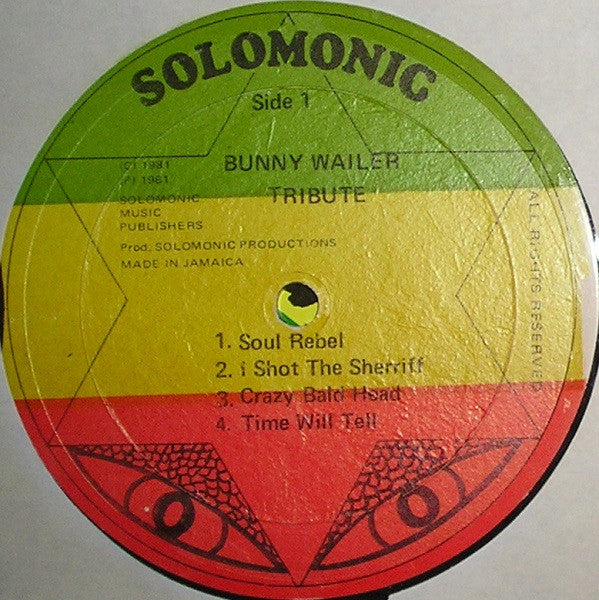 SOLOMONIC
Side 1
BUNNY WAILER
TRIBUTE
(C) 1981
(P) 1981
SOLOMONIC
MUSIC
PUBLISHERS
Prod. SOLOMONIC PRODUCTIONS
MADE IN JAMAICA
ALL RIGHTS RESERVED
1. Soul Rebel
2. I Shot The Sherriff
3. Crazy Bald Head
4. Time Will Tell